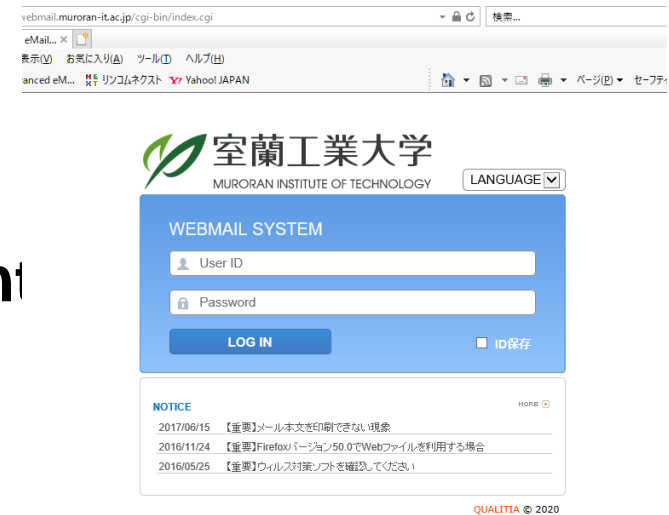 webmail.muroran-it.ac.jp/cgi-bin/index.cgi 検索...
eMail... ×
表示(V) お気に入り(A) ツール(T) ヘルプ(H)
anced eM... リンコムネクスト Yahoo! JAPAN ページ(P) セーフティ
室蘭工業大学
MURORAN INSTITUTE OF TECHNOLOGY
LANGUAGE
WEBMAIL SYSTEM
User ID
nt
Password
LOG IN ID保存
NOTICE MORE
2017/06/15 【重要】メール本文を印刷できない現象
2016/11/24 【重要】Firefoxバージョン50.0でWebファイルを利用する場合
2016/05/25 【重要】ウィルス対策ソフトを確認してください
QUALITIA © 2020